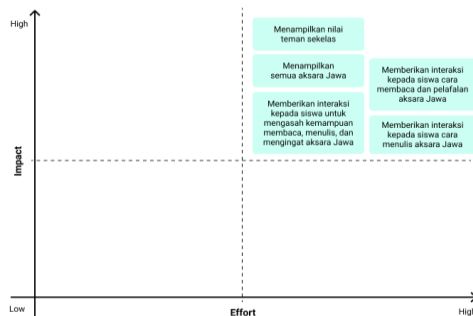 High
Menampilkan nilai
teman sekelas
Menampilkan
semua aksara Jawa
Memberikan interaksi
kepada siswa untuk
mengasah kemampuan
membaca, menulis, dan
mengingat aksara Jawa
Memberikan interaksi
kepada siswa cara
membaca dan pelafalan
aksara Jawa
Memberikan interaksi
kepada siswa cara
menulis aksara Jawa
Impact
Low
Effort
High